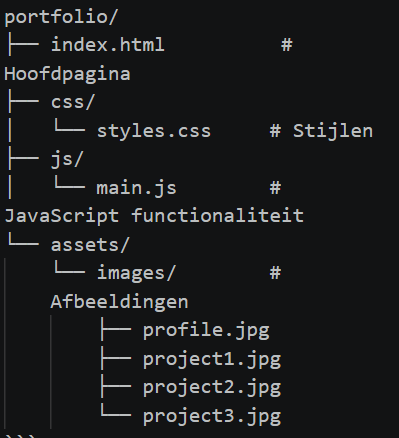 portfolio/
├── index.html          #
Hoofdpagina
├── css/
│   └── styles.css     # Stijlen
├── js/
│   └── main.js        #
JavaScript functionaliteit
└── assets/
    └── images/        #
    Afbeeldingen
        ├── profile.jpg
        ├── project1.jpg
        ├── project2.jpg
        └── project3.jpg
```